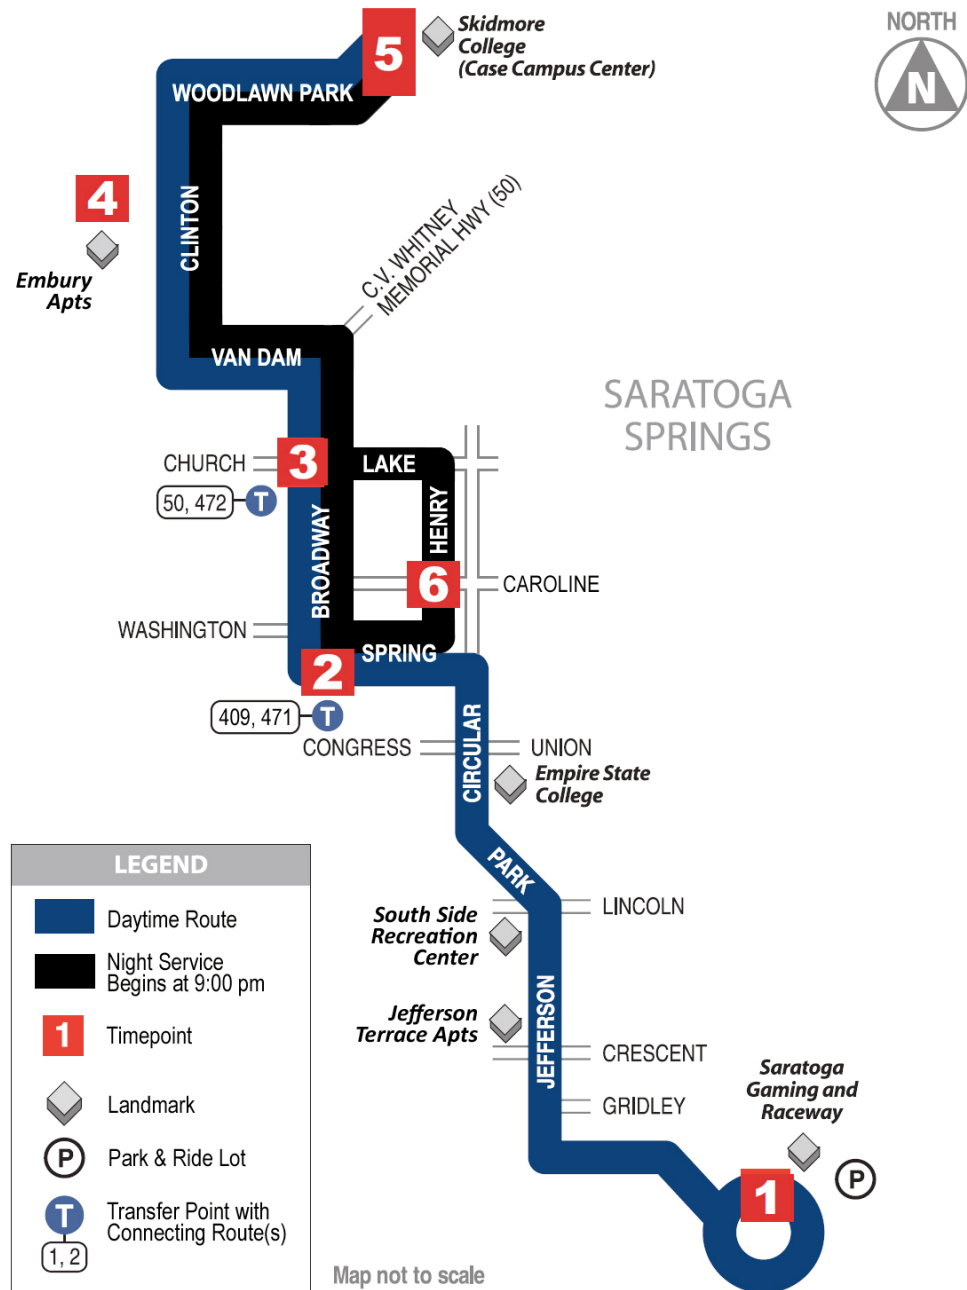 NORTH
N
5
Skidmore
College
(Case Campus Center)
WOODLAWN PARK
4
Embury
Apts
CLINTON
C.V. WHITNEY
MEMORIAL HWY (50)
VAN DAM
SARATOGA
SPRINGS
CHURCH
3
LAKE
50, 472
T
HENRY
BROADWAY
6
CAROLINE
WASHINGTON
SPRING
2
409, 471
T
CONGRESS
CIRCULAR
UNION
Empire State
College
PARK
LINCOLN
South Side
Recreation
Center
JEFFERSON
Jefferson
Terrace Apts
CRESCENT
GRIDLEY
Saratoga
Gaming and
Raceway
1
P
LEGEND
Daytime Route
Night Service
Begins at 9:00 pm
1
Timepoint
Landmark
P
Park & Ride Lot
T
Transfer Point with
Connecting Route(s)
1, 2
Map not to scale